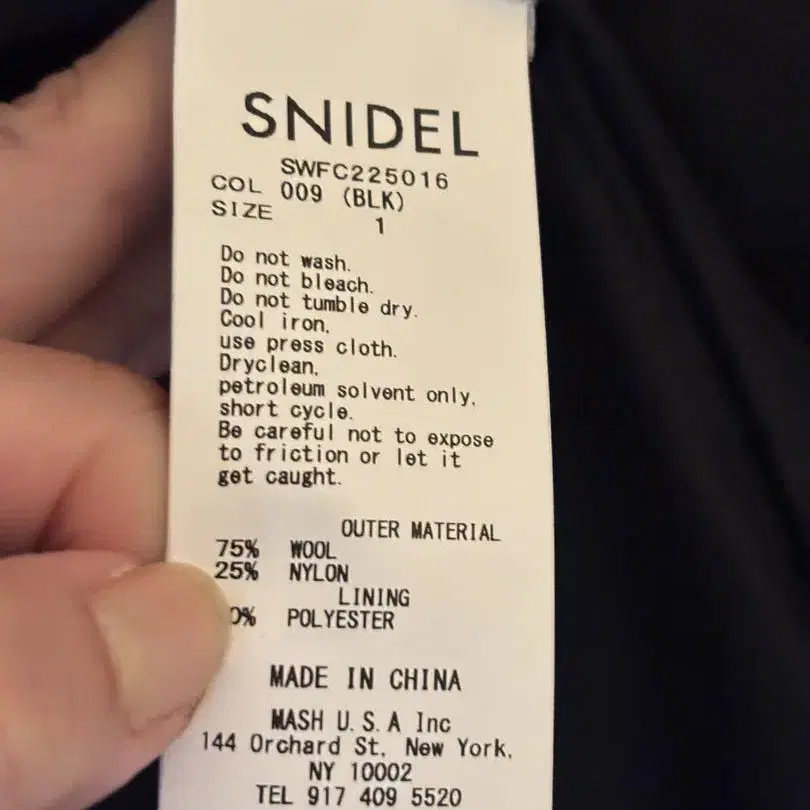 SNIDEL
SWFC225016
COL 009 (BLK)
SIZE 1
Do not wash.
Do not bleach.
Do not tumble dry.
Cool iron,
use press cloth.
Dryclean,
petroleum solvent only,
short cycle.
Be careful not to expose
to friction or let it
get caught.
OUTER MATERIAL
75% WOOL
25% NYLON
LINING
POLYESTER
MADE IN CHINA
MASH U.S.A Inc
144 Orchard St, New York,
NY 10002
TEL 917 409 5520